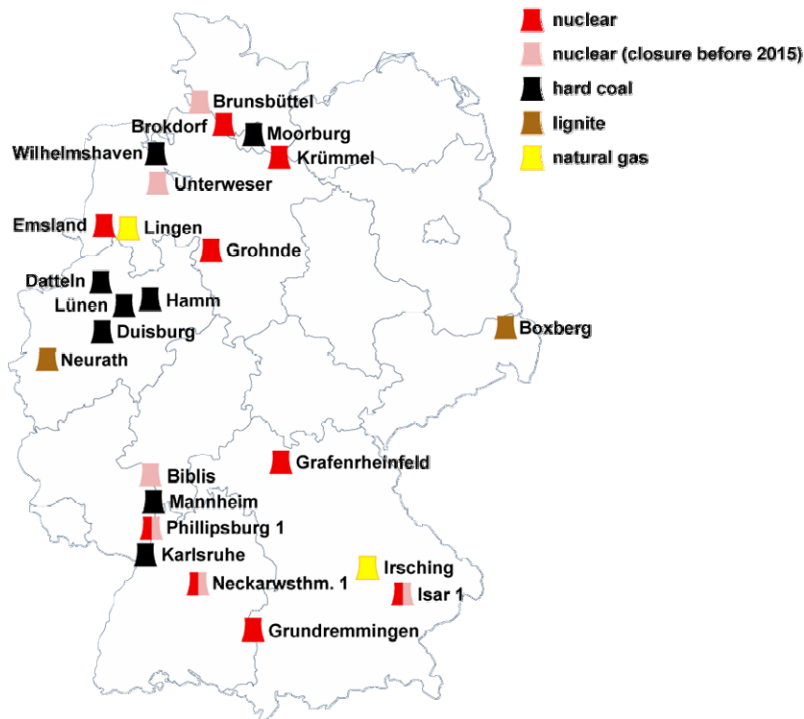 nuclear
nuclear (closure before 2015)
hard coal
lignite
natural gas
Brunsbüttel
Brokdorf
Moorburg
Wilhelmshaven
Krümmel
Unterweser
Emsland
Lingen
Grohnde
Datteln
Hamm
Lünen
Duisburg
Boxberg
Neurath
Grafenrheinfeld
Biblis
Mannheim
Phillipsburg 1
Karlsruhe
Irsching
Neckarwsthm. 1
Isar 1
Grundremmingen